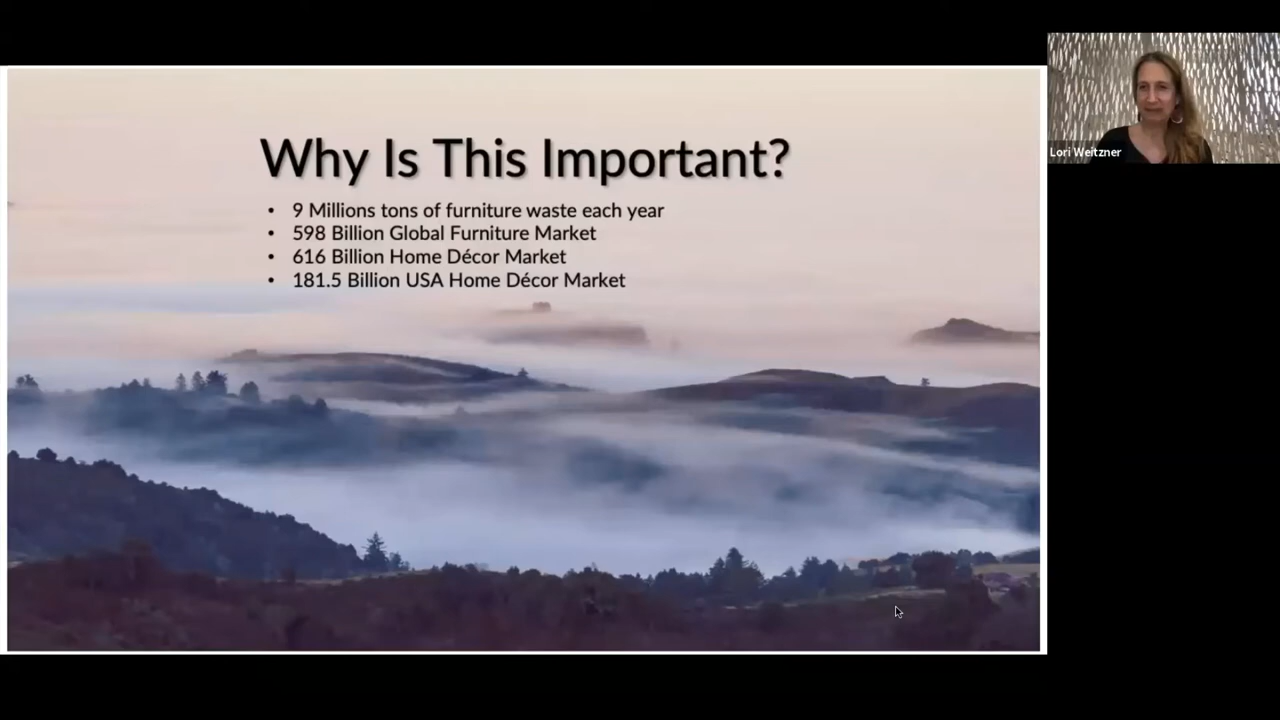 Why Is This Important?
• 9 Millions tons of furniture waste each year
• 598 Billion Global Furniture Market
• 616 Billion Home Décor Market
• 181.5 Billion USA Home Décor Market
Lori Weitzner